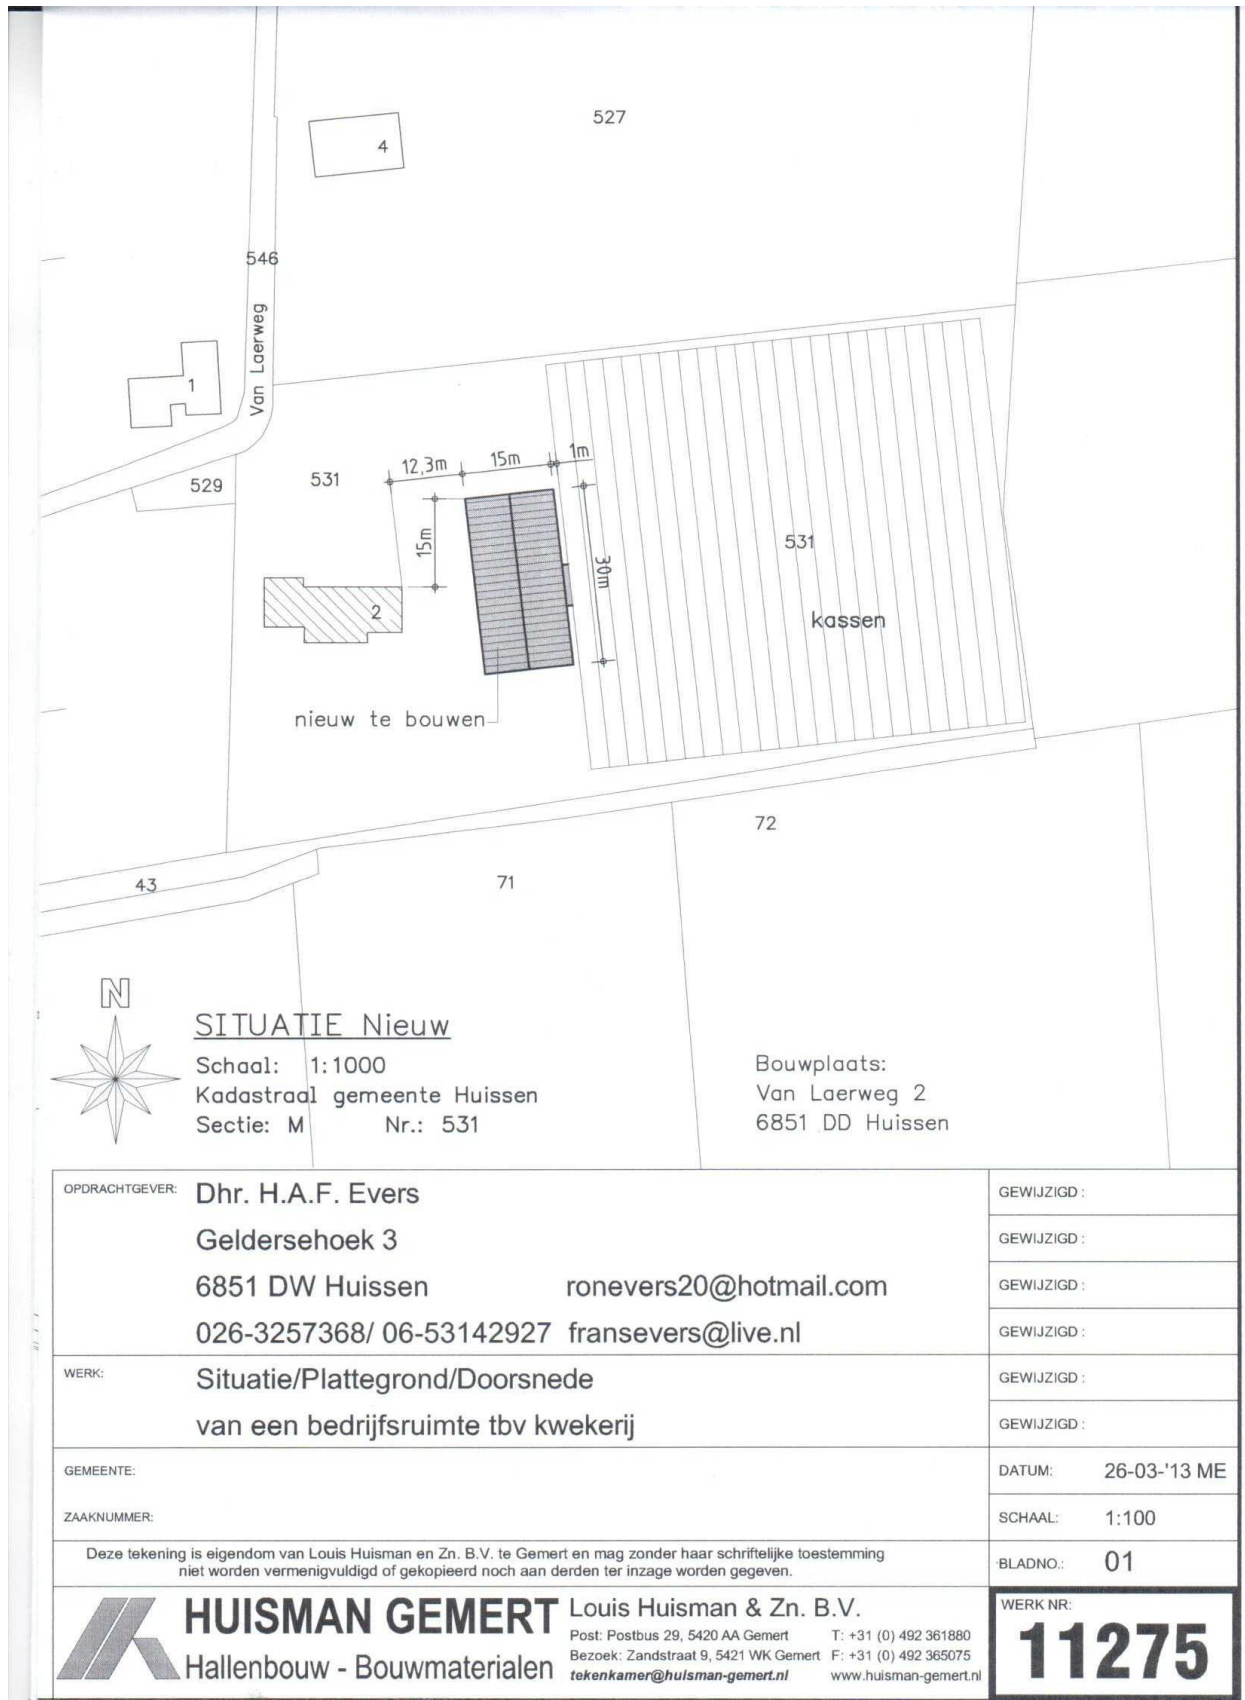 527
4
546
Van Laerweg
1
12,3m
15m
1m
529
531
15m
30m
531
2
kassen
nieuw te bouwen
72
43
71
N
SITUATIE Nieuw
Schaal: 1:1000
Kadastraal gemeente Huissen
Sectie: M Nr.: 531
Bouwplaats:
Van Laerweg 2
6851 DD Huissen
OPDRACHTGEVER: Dhr. H.A.F. Evers
Geldersehoek 3
6851 DW Huissen ronevers20@hotmail.com
026-3257368/ 06-53142927 fransevers@live.nl
GEWIJZIGD :
GEWIJZIGD :
GEWIJZIGD :
GEWIJZIGD :
WERK: Situatie/Plattegrond/Doorsnede
van een bedrijfsruimte tbv kwekerij
GEWIJZIGD :
GEWIJZIGD :
GEMEENTE:
ZAAKNUMMER:
DATUM: 26-03-'13 ME
SCHAAL: 1:100
Deze tekening is eigendom van Louis Huisman en Zn. B.V. te Gemert en mag zonder haar schriftelijke toestemming
niet worden vermenigvuldigd of gekopieerd noch aan derden ter inzage worden gegeven.
BLADNO.: 01
HUISMAN GEMERT
Hallenbouw - Bouwmaterialen
Louis Huisman & Zn. B.V.
Post: Postbus 29, 5420 AA Gemert T: +31 (0) 492 361880
Bezoek: Zandstraat 9, 5421 WK Gemert F: +31 (0) 492 365075
tekenkamer@huisman-gemert.nl www.huisman-gemert.nl
WERK NR:
11275